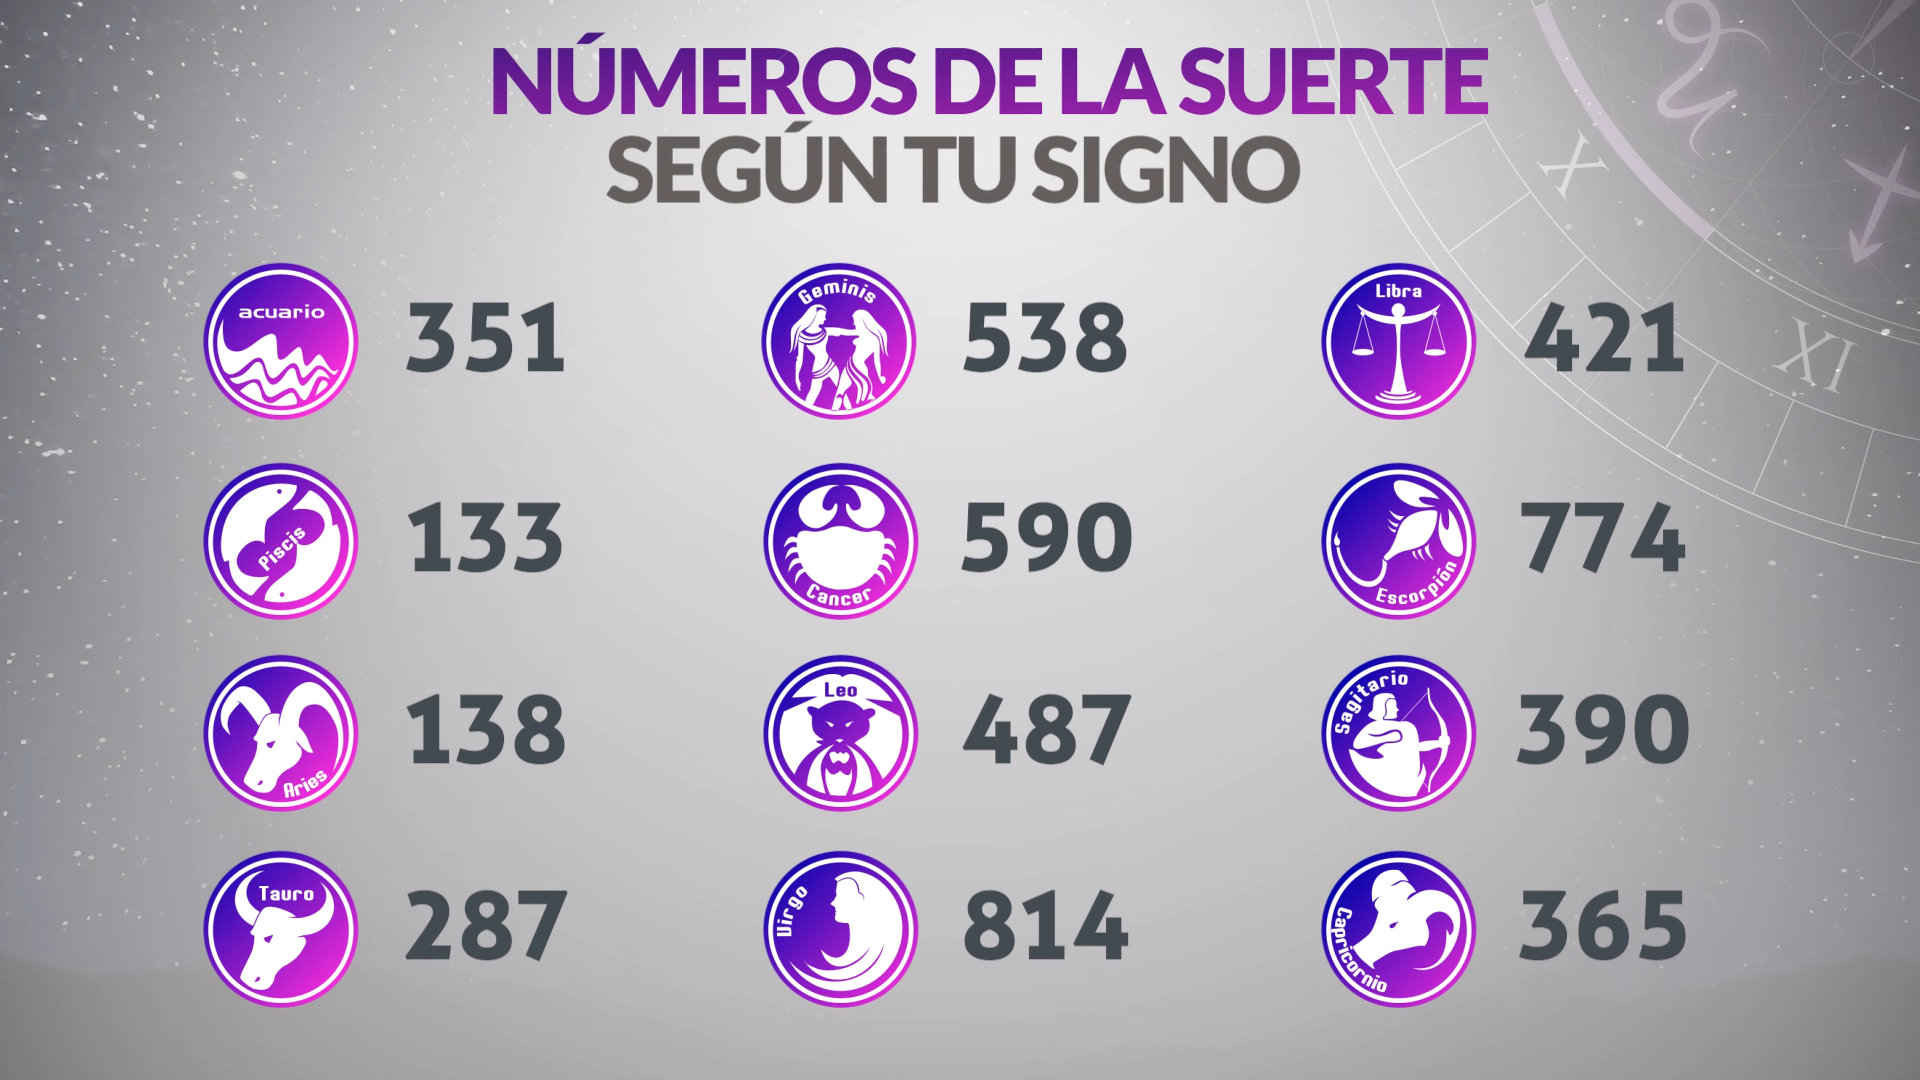 NÚMEROS DE LA SUERTE
SEGÚN TU SIGNO
acuario 351
Geminis 538
Libra 421
Piscis 133
Cancer 590
Escorpión 774
Aries 138
Leo 487
Sagitario 390
Tauro 287
Virgo 814
Capricornio 365
X
XI